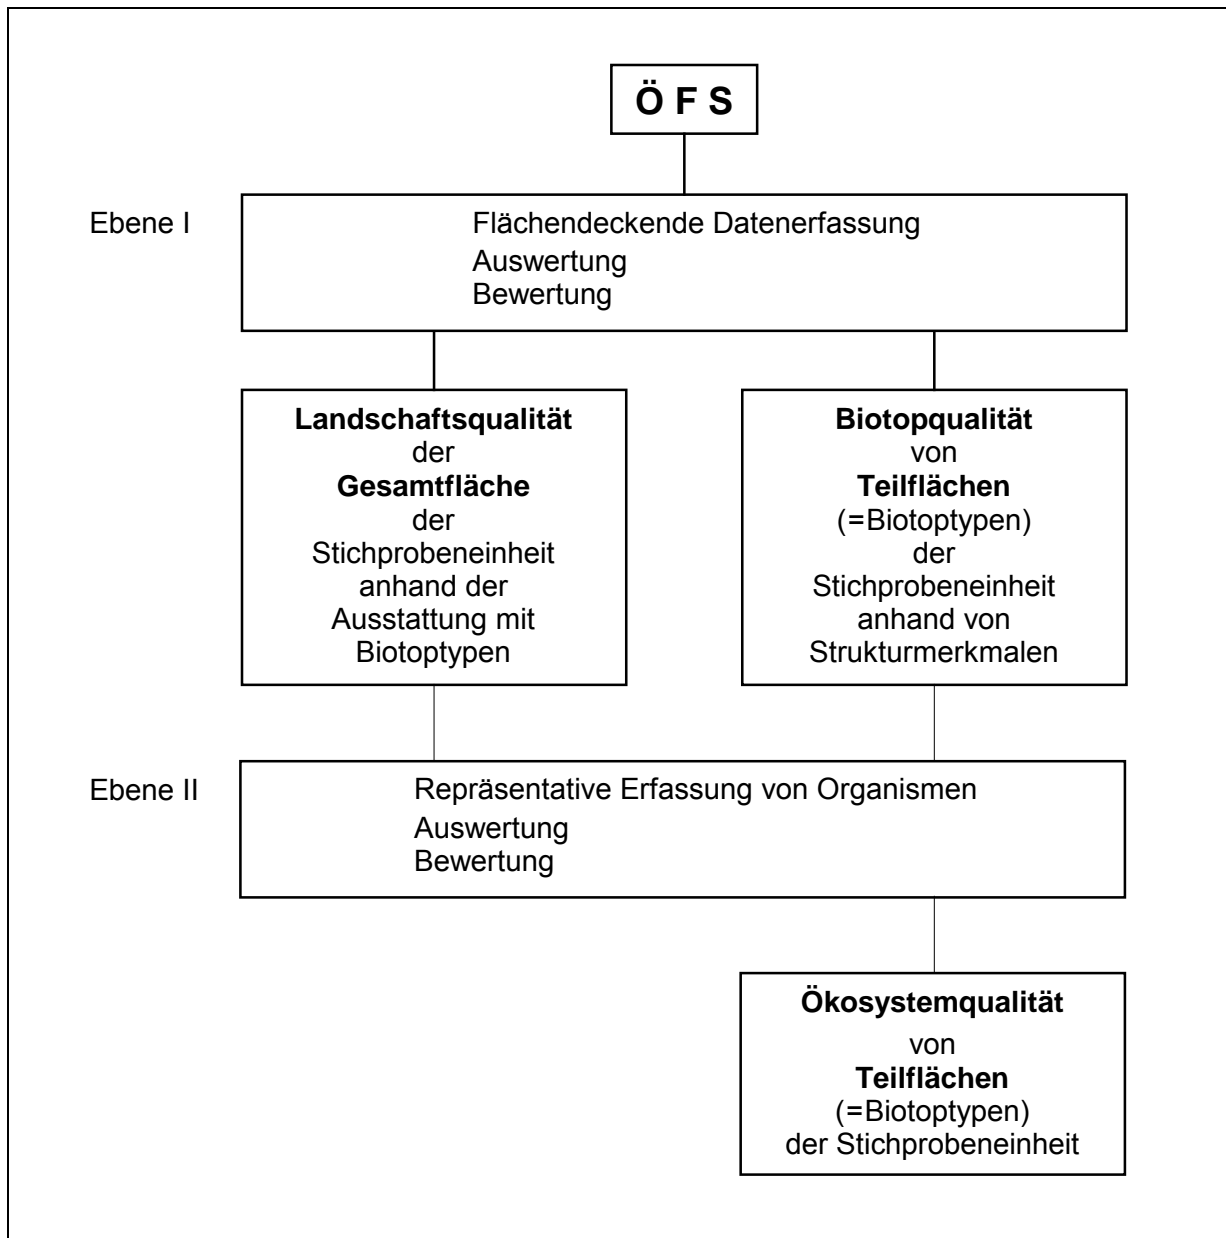 Ö F S
Ebene I
Flächendeckende Datenerfassung
Auswertung
Bewertung
Landschaftsqualität
der
Gesamtfläche
der
Stichprobeneinheit
anhand der
Ausstattung mit
Biotoptypen
Biotopqualität
von
Teilflächen
(=Biotoptypen)
der
Stichprobeneinheit
anhand von
Strukturmerkmalen
Ebene II
Repräsentative Erfassung von Organismen
Auswertung
Bewertung
Ökosystemqualität
von
Teilflächen
(=Biotoptypen)
der Stichprobeneinheit